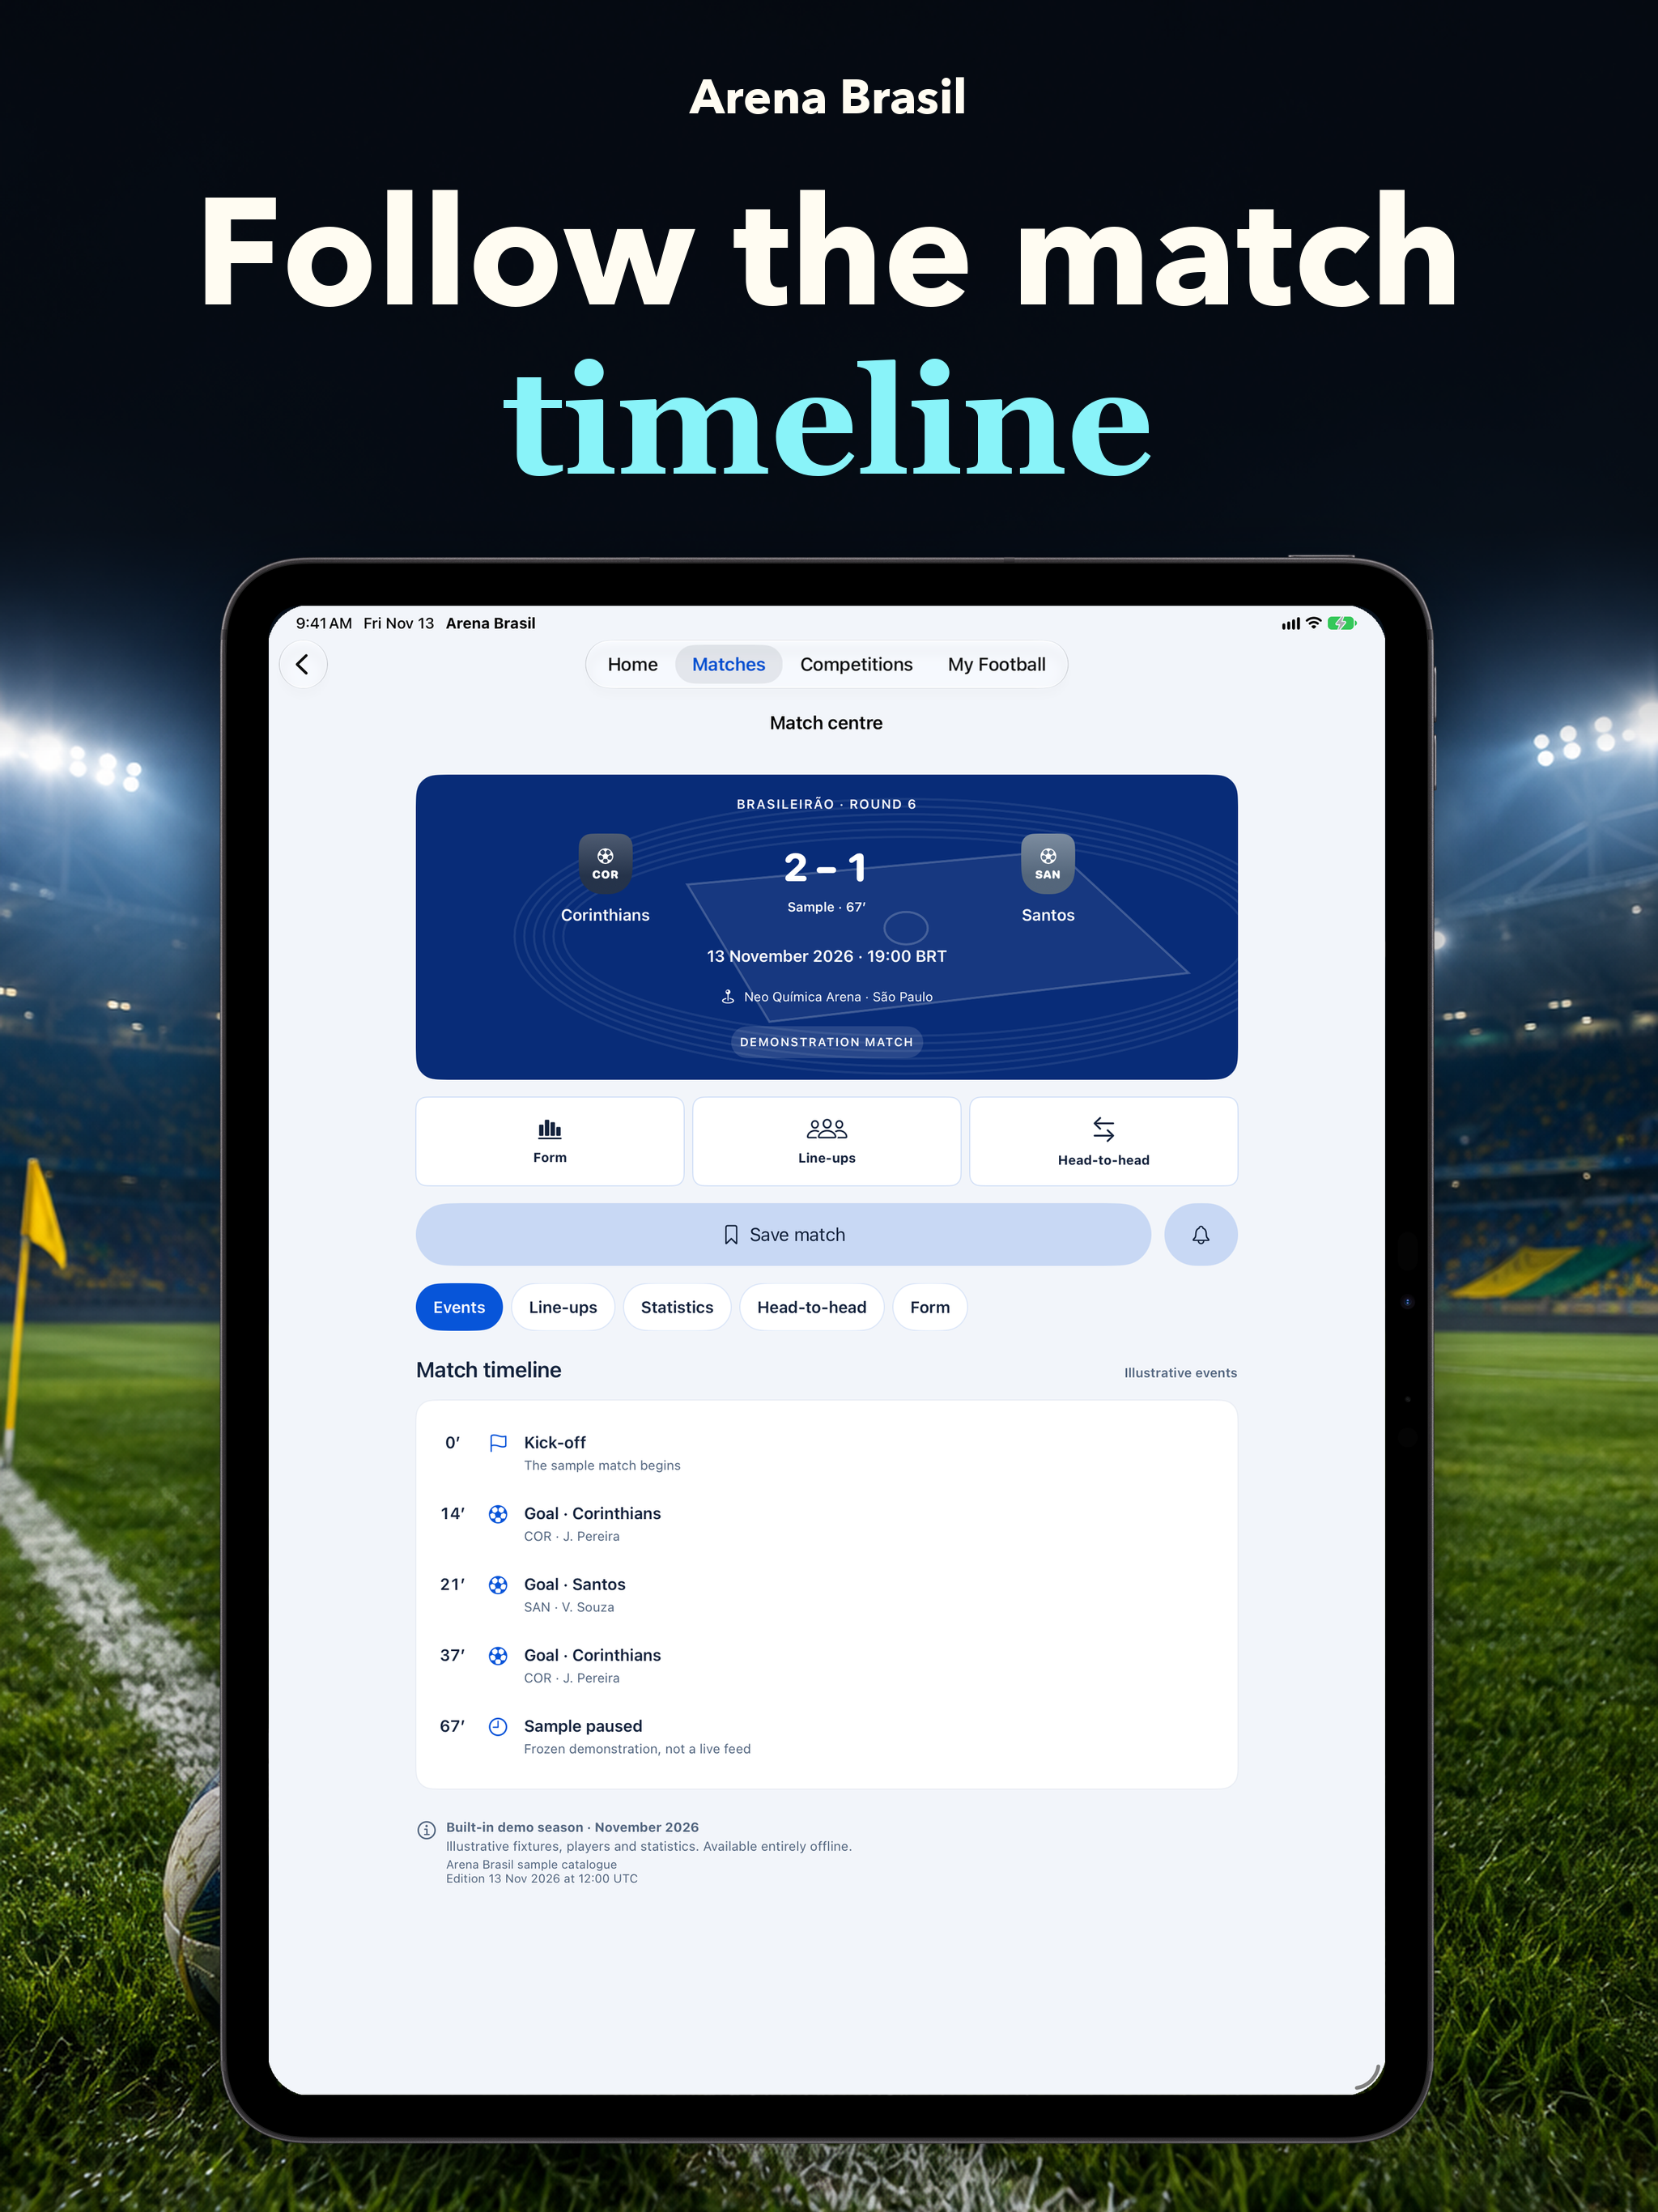 Arena Brasil
Follow the match
timeline
9:41 AM Fri Nov 13 Arena Brasil
Home Matches Competitions My Football
Match centre
BRASILEIRÃO · ROUND 6
COR
2 – 1
SAN
Sample · 67′
Corinthians
Santos
13 November 2026 · 19:00 BRT
Neo Química Arena · São Paulo
DEMONSTRATION MATCH
Form
Line-ups
Head-to-head
Save match
Events Line-ups Statistics Head-to-head Form
Match timeline
Illustrative events
0′ Kick-off
The sample match begins
14′ Goal · Corinthians
COR · J. Pereira
21′ Goal · Santos
SAN · V. Souza
37′ Goal · Corinthians
COR · J. Pereira
67′ Sample paused
Frozen demonstration, not a live feed
Built-in demo season · November 2026
Illustrative fixtures, players and statistics. Available entirely offline.
Arena Brasil sample catalogue
Edition 13 Nov 2026 at 12:00 UTC